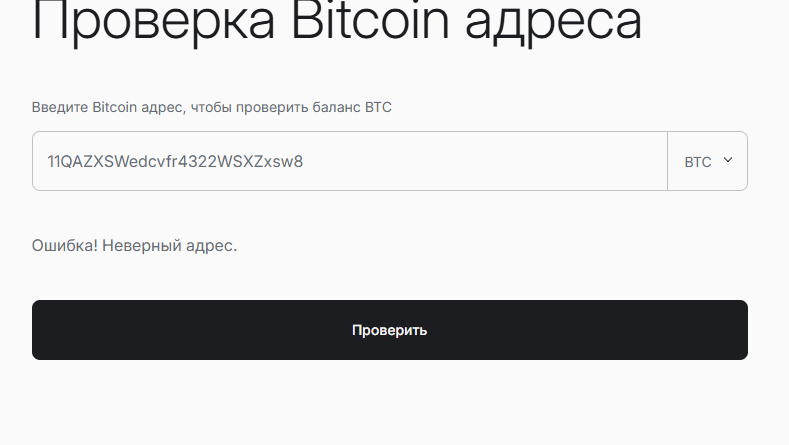 Проверка Bitcoin адреса
Введите Bitcoin адрес, чтобы проверить баланс BTC
11QAZXSWedcvfr4322WSXZxsw8
BTC
Ошибка! Неверный адрес.
Проверить